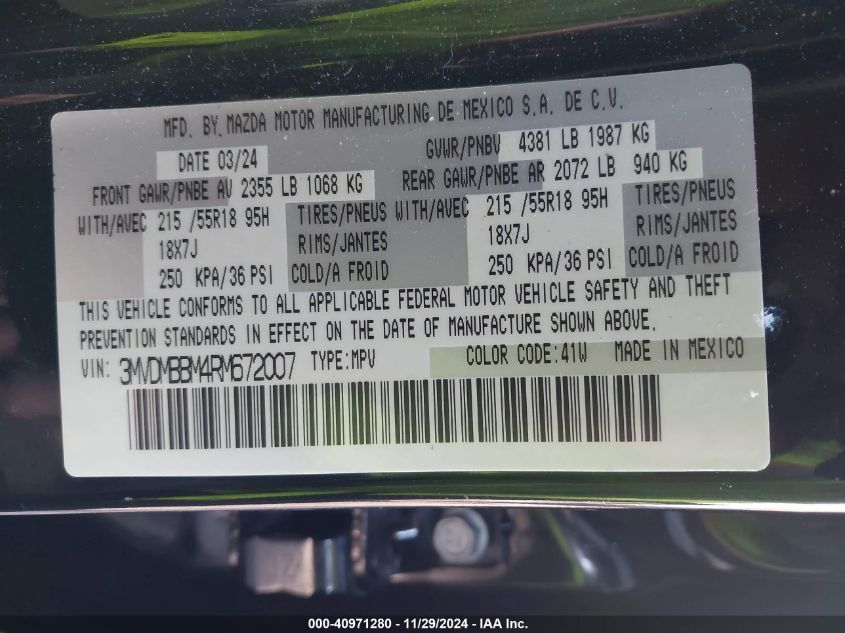 MFD. BY MAZDA MOTOR MANUFACTURING DE MEXICO S.A. DE C.V.
DATE 03/24 GVWR/PNBV 4381 LB 1987 KG
FRONT GAWR/PNBE AV 2355 LB 1068 KG REAR GAWR/PNBE AR 2072 LB 940 KG
WITH/AVEC 215 /55R18 95H TIRES/PNEUS WITH/AVEC 215 /55R18 95H TIRES/PNEUS
18X7J RIMS/JANTES 18X7J RIMS/JANTES
250 KPA/36 PSI COLD/A FROID 250 KPA/36 PSI COLD/A FROID
THIS VEHICLE CONFORMS TO ALL APPLICABLE FEDERAL MOTOR VEHICLE SAFETY AND THEFT
PREVENTION STANDARDS IN EFFECT ON THE DATE OF MANUFACTURE SHOWN ABOVE.
VIN: 3MVDMBBM4RM672007 TYPE:MPV COLOR CODE:41W MADE IN MEXICO
000-40971280 - 11/29/2024 - IAA Inc.